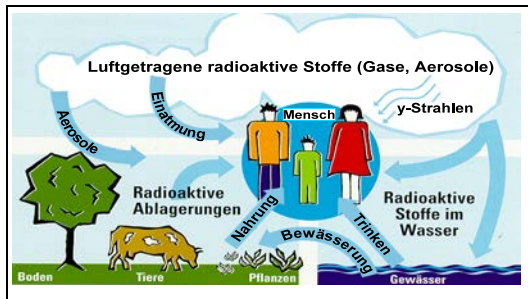 Luftgetragene radioaktive Stoffe (Gase, Aerosole)
Aerosole
Einatmung
Mensch
y-Strahlen
Radioaktive
Ablagerungen
Nahrung
Bewässerung
Trinken
Radioaktive
Stoffe im
Wasser
Boden
Tiere
Pflanzen
Gewässer